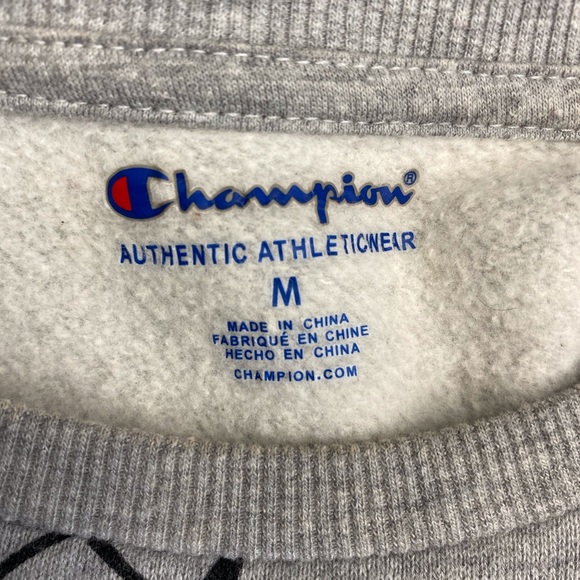 Champion®
AUTHENTIC ATHLETICWEAR
M
MADE IN CHINA
FABRIQUÉ EN CHINE
HECHO EN CHINA
CHAMPION.COM